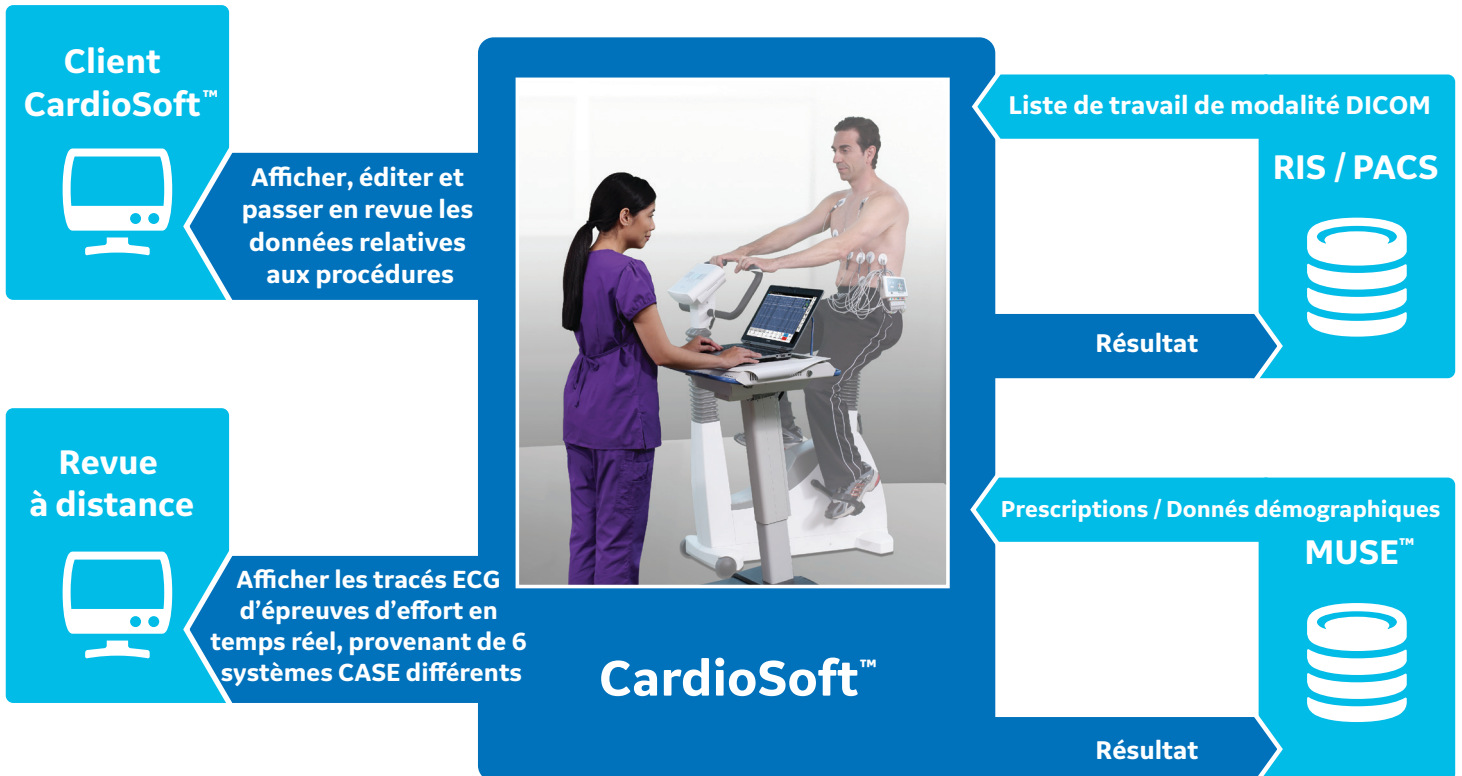 Client
CardioSoft™
Afficher, éditer et
passer en revue les
données relatives
aux procédures
Revue
à distance
Afficher les tracés ECG
d'épreuves d'effort en
temps réel, provenant de 6
systèmes CASE différents
CardioSoft™
Liste de travail de modalité DICOM
RIS / PACS
Résultat
Prescriptions / Donnés démographiques
MUSE™
Résultat